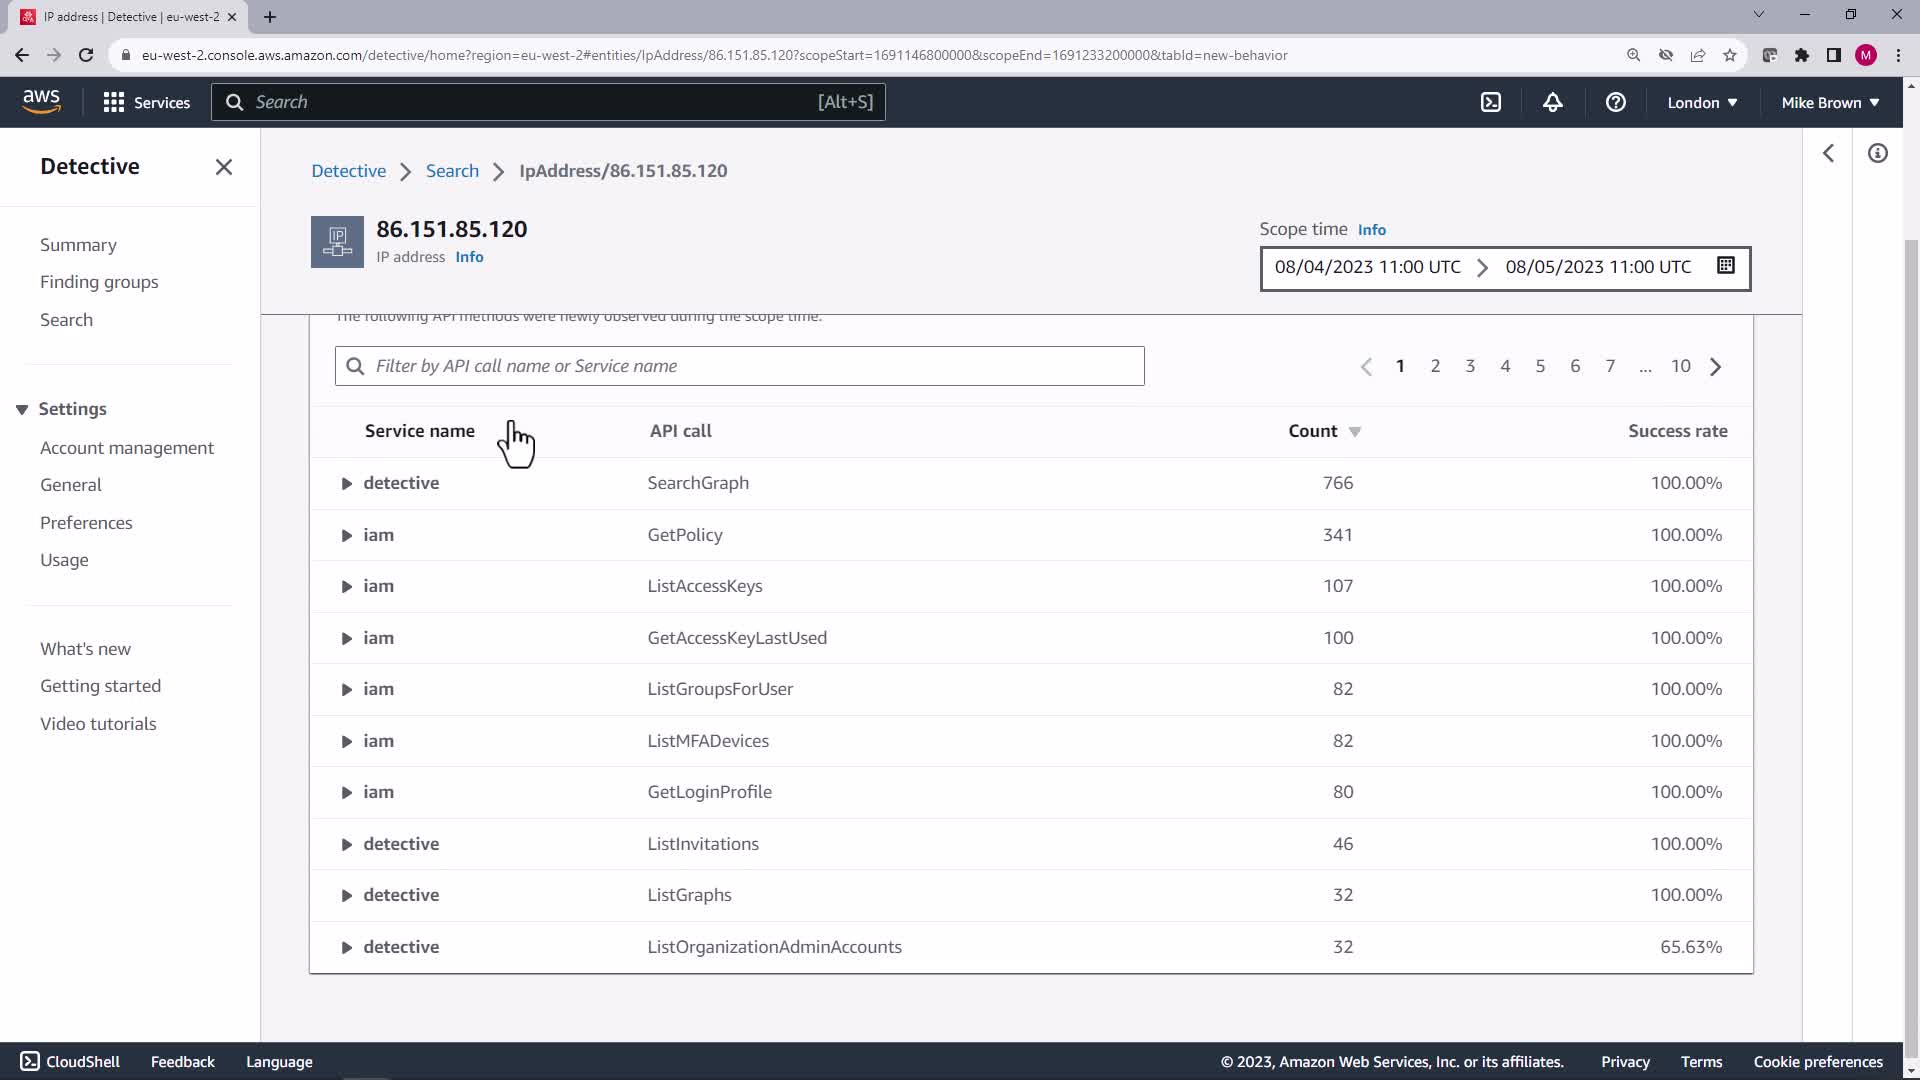 IP address | Detective | eu-west-2
eu-west-2.console.aws.amazon.com/detective/home?region=eu-west-2#entities/IpAddress/86.151.85.120?scopeStart=1691146800000&scopeEnd=1691233200000&tabId=new-behavior
M
aws
Services
Search
[Alt+S]
London
Mike Brown
Detective
Summary
Finding groups
Search
Settings
Account management
General
Preferences
Usage
What's new
Getting started
Video tutorials
Detective > Search > IpAddress/86.151.85.120
IP
86.151.85.120
IP address Info
Scope time Info
08/04/2023 11:00 UTC > 08/05/2023 11:00 UTC
The following API methods were newly observed during the scope time.
Filter by API call name or Service name
1 2 3 4 5 6 7 ... 10
Service name API call Count Success rate
detective SearchGraph 766 100.00%
iam GetPolicy 341 100.00%
iam ListAccessKeys 107 100.00%
iam GetAccessKeyLastUsed 100 100.00%
iam ListGroupsForUser 82 100.00%
iam ListMFADevices 82 100.00%
iam GetLoginProfile 80 100.00%
detective ListInvitations 46 100.00%
detective ListGraphs 32 100.00%
detective ListOrganizationAdminAccounts 32 65.63%
CloudShell Feedback Language
© 2023, Amazon Web Services, Inc. or its affiliates. Privacy Terms Cookie preferences